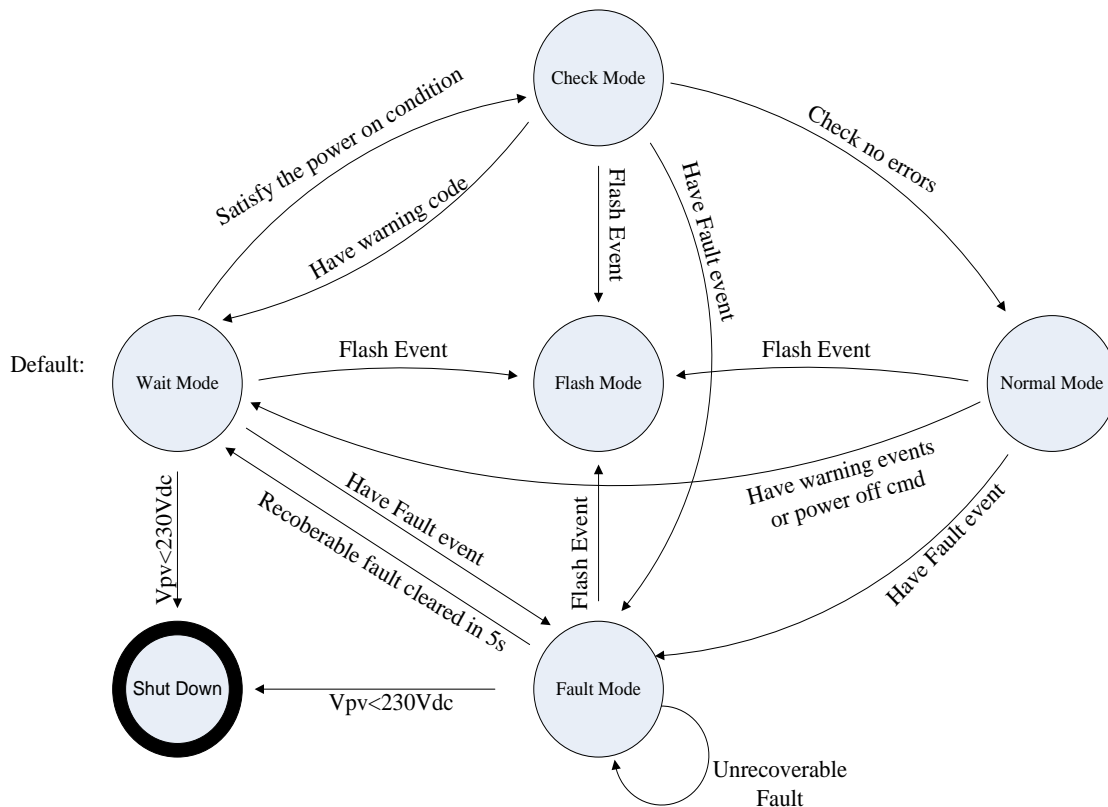 Check Mode
Satisfy the power on condition
Have warning code
Flash Event
Have Fault event
Check no errors
Default:
Wait Mode
Flash Event
Flash Mode
Flash Event
Normal Mode
Have warning events
or power off cmd
Have Fault event
Have Fault event
Recoberable fault cleared in 5s
Flash Event
Vpv<230Vdc
Shut Down
Vpv<230Vdc
Fault Mode
Unrecoverable
Fault